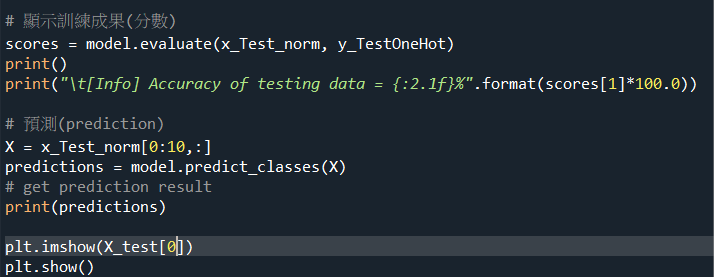 # 顯示訓練成果(分數)
scores = model.evaluate(x_Test_norm, y_TestOneHot)
print()
print("\t[Info] Accuracy of testing data = {:2.1f}%".format(scores[1]*100.0))
# 預測(prediction)
X = x_Test_norm[0:10,:]
predictions = model.predict_classes(X)
# get prediction result
print(predictions)
plt.imshow(X_test[0])
plt.show()